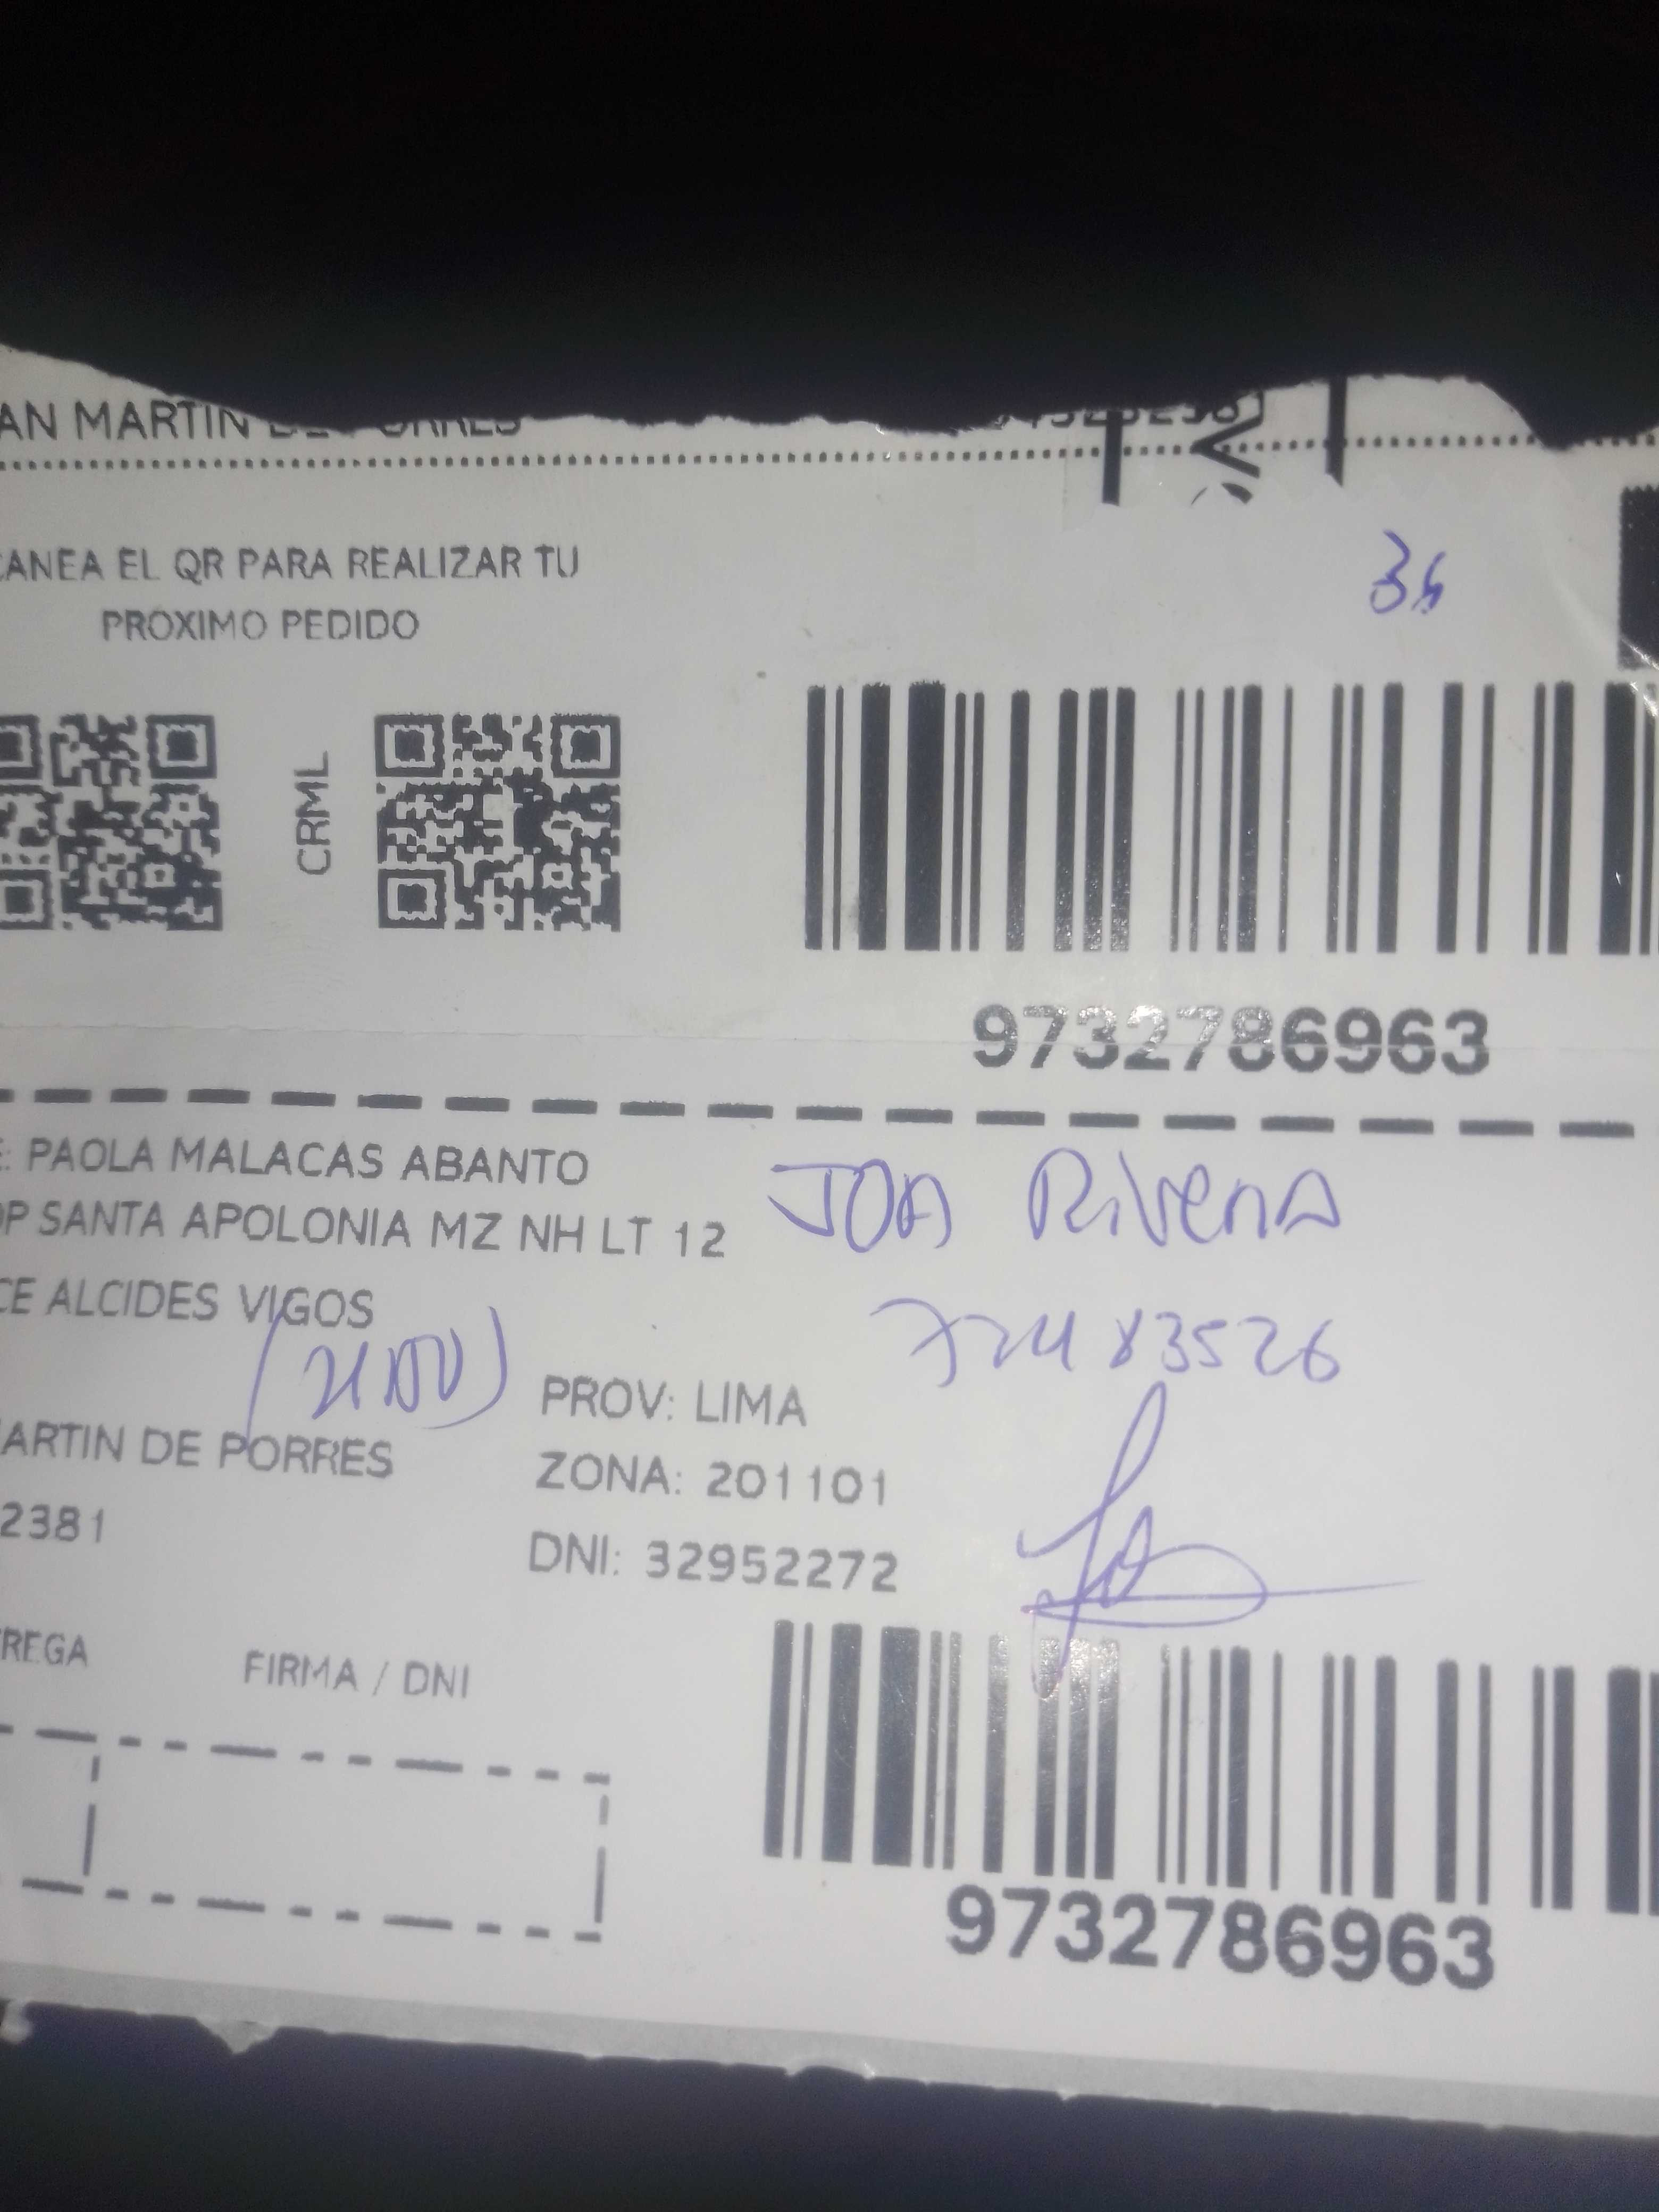 AN MARTIN DE PORRES
CANEA EL QR PARA REALIZAR TU
PROXIMO PEDIDO
CRML
9732786963
E: PAOLA MALACAS ABANTO
OP SANTA APOLONIA MZ NH LT 12
JOA Rivera
CE ALCIDES VIGOS
72483526
PROV: LIMA
ARTIN DE PORRES
ZONA: 201101
2381
DNI: 32952272
REGA
FIRMA / DNI
9732786963